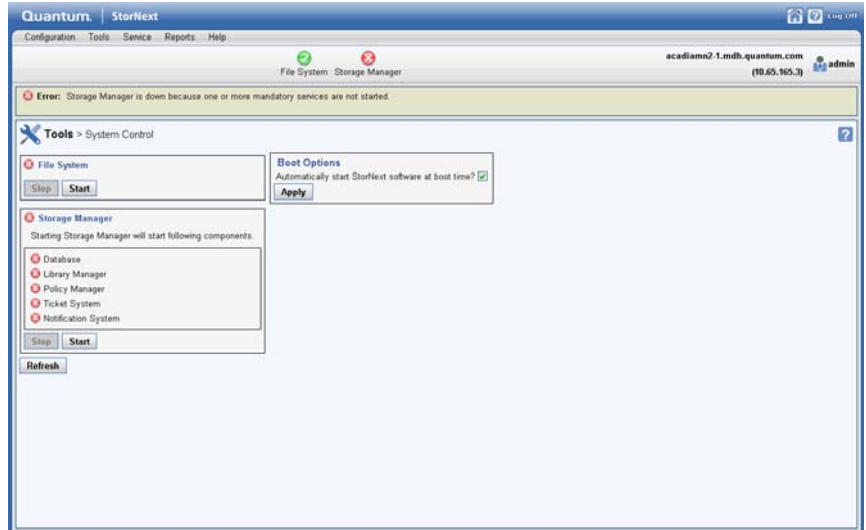 Quantum. StorNext
Log Off
Configuration Tools Service Reports Help
File System Storage Manager
acadiamn2-1.mdh.quantum.com
(10.65.165.3)
admin
Error: Storage Manager is down because one or more mandatory services are not started.
Tools > System Control
File System
Stop Start
Boot Options
Automatically start StorNext software at boot time?
Apply
Storage Manager
Starting Storage Manager will start following components.
Database
Library Manager
Policy Manager
Ticket System
Notification System
Stop Start
Refresh